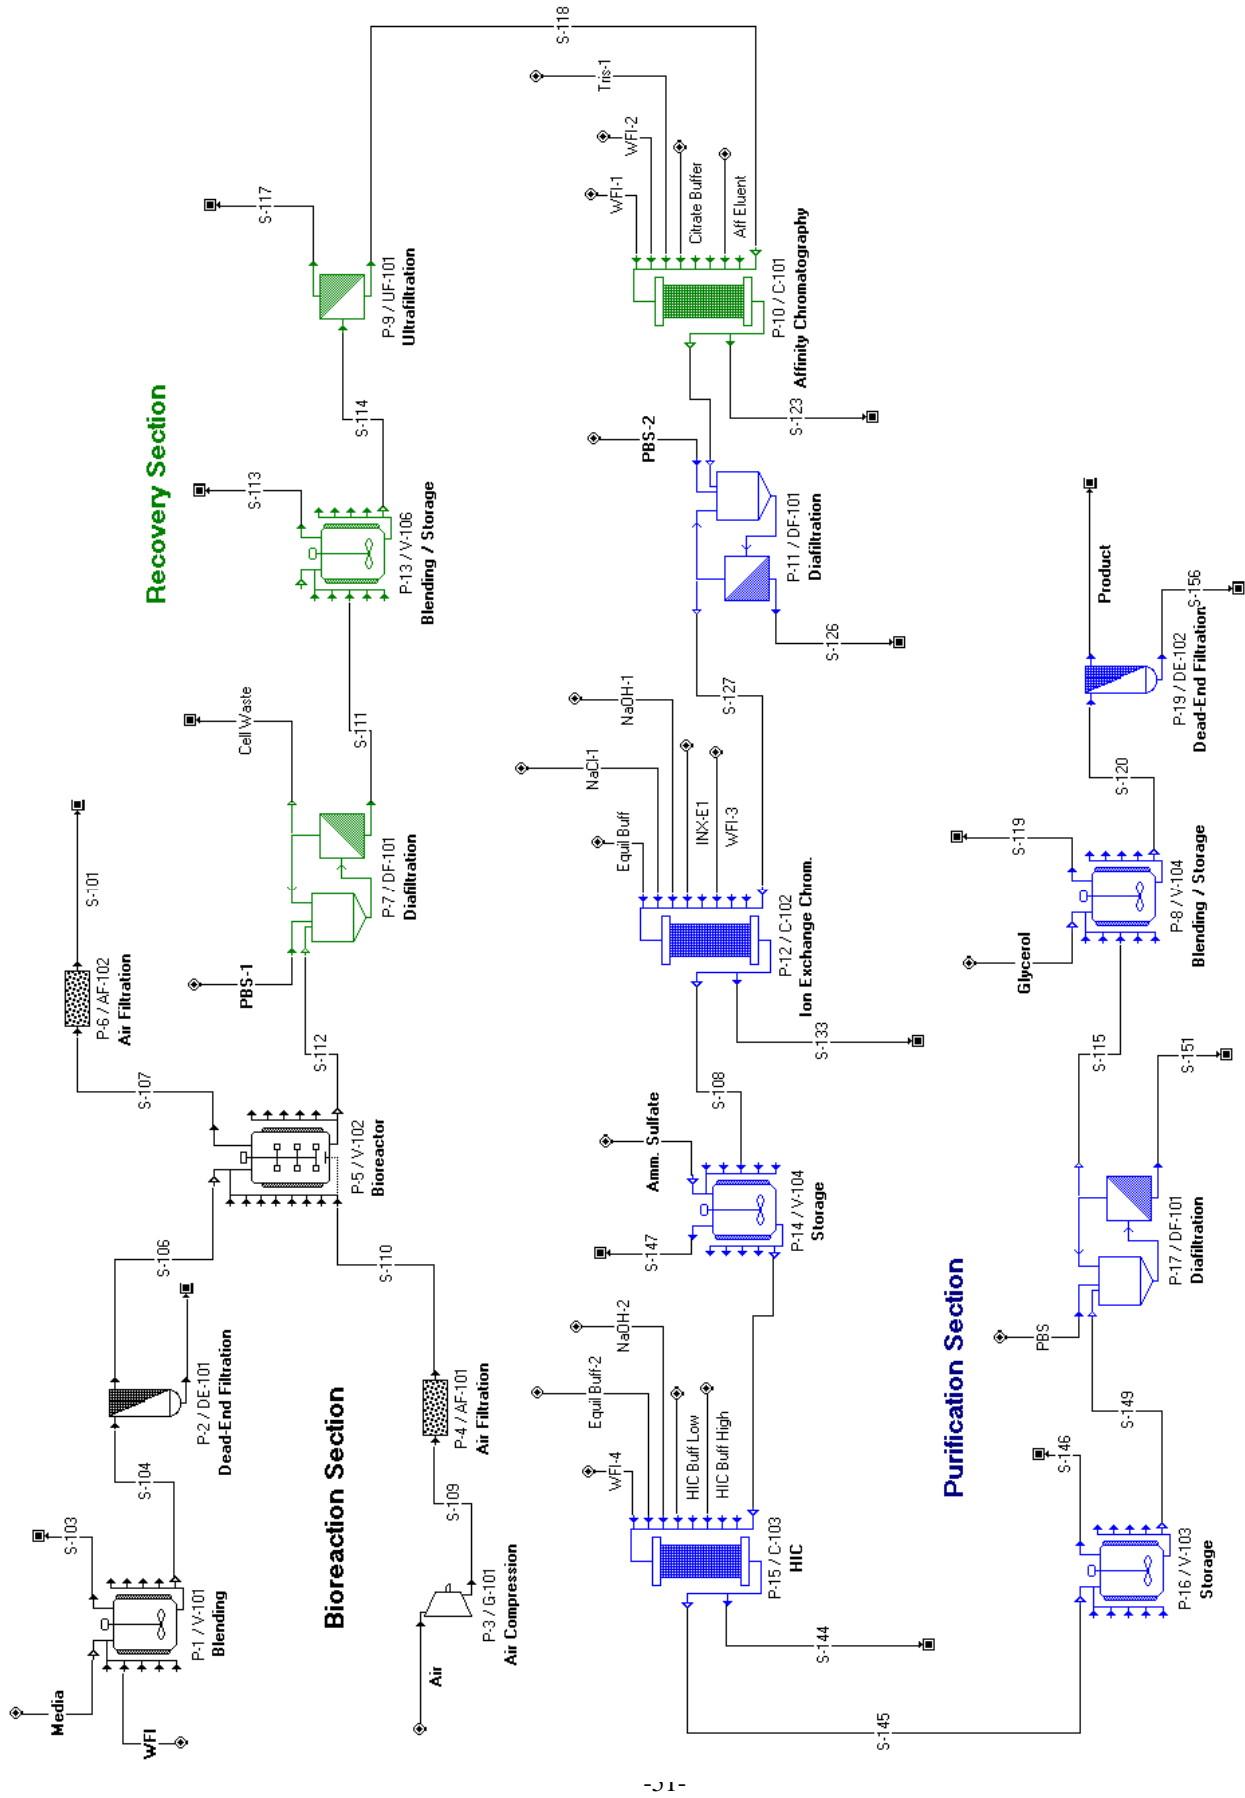 Media
WFI
P-1 / V-101
Blending
S-103
S-104
P-2 / DE-101
Dead-End Filtration
S-106
Bioreaction Section
Air
P-3 / G-101
Air Compression
S-109
P-4 / AF-101
Air Filtration
S-110
P-5 / V-102
Bioreactor
S-107
P-6 / AF-102
Air Filtration
S-101
S-112
PBS-1
P-7 / DF-101
Diafiltration
Cell Waste
S-111
Recovery Section
P-13 / V-106
Blending / Storage
S-113
S-114
P-9 / UF-101
Ultrafiltration
S-117
S-118
WFI-1
WFI-2
Tris-1
Citrate Buffer
Aff Eluent
P-10 / C-101
Affinity Chromatography
S-123
PBS-2
P-11 / DF-101
Diafiltration
S-126
S-127
Equil Buff
NaCl-1
NaOH-1
INX-E1
WFI-3
P-12 / C-102
Ion Exchange Chrom.
S-133
S-108
Amm. Sulfate
P-14 / V-104
Storage
S-147
WFI-4
Equil Buff-2
NaOH-2
HIC Buff Low
HIC Buff High
P-15 / C-103
HIC
S-144
S-145
Purification Section
P-16 / V-103
Storage
S-146
S-149
PBS
P-17 / DF-101
Diafiltration
S-151
S-115
Glycerol
P-8 / V-104
Blending / Storage
S-119
S-120
P-19 / DE-102
Dead-End Filtration
Product
S-156